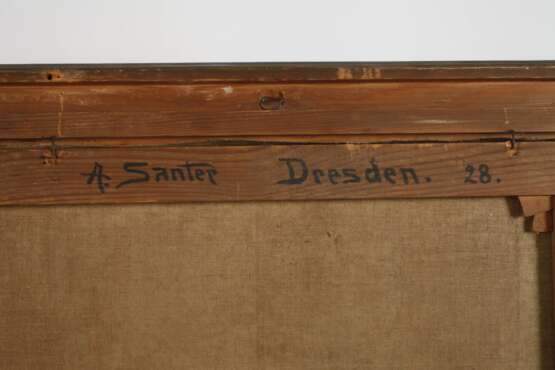 A. Santer Dresden. 28.